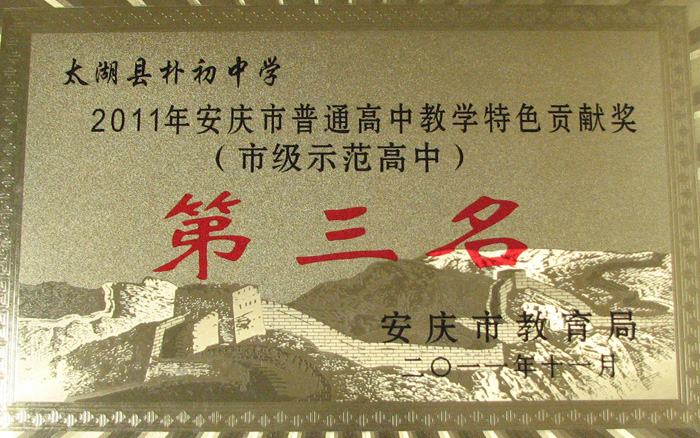 太湖县朴初中学
2011年安庆市普通高中教学特色贡献奖
（市级示范高中）
第三名
安庆市教育局
二〇一一年十一月